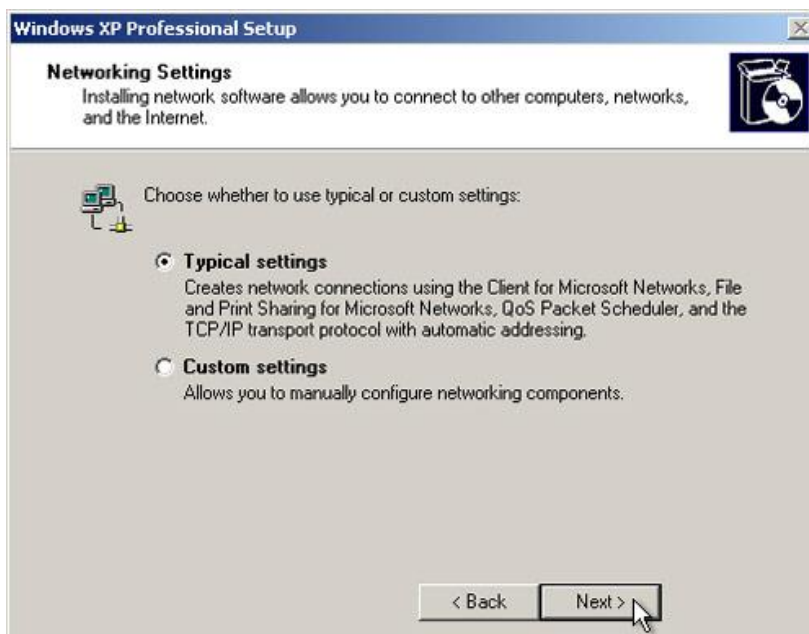 Windows XP Professional Setup
Networking Settings
Installing network software allows you to connect to other computers, networks,
and the Internet.
Choose whether to use typical or custom settings:
Typical settings
Creates network connections using the Client for Microsoft Networks, File
and Print Sharing for Microsoft Networks, QoS Packet Scheduler, and the
TCP/IP transport protocol with automatic addressing.
Custom settings
Allows you to manually configure networking components.
< Back
Next >